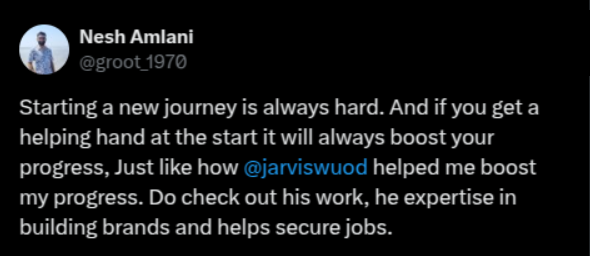 Nesh Amlani
@groot_1970
Starting a new journey is always hard. And if you get a
helping hand at the start it will always boost your
progress, Just like how @jarviswuod helped me boost
my progress. Do check out his work, he expertise in
building brands and helps secure jobs.